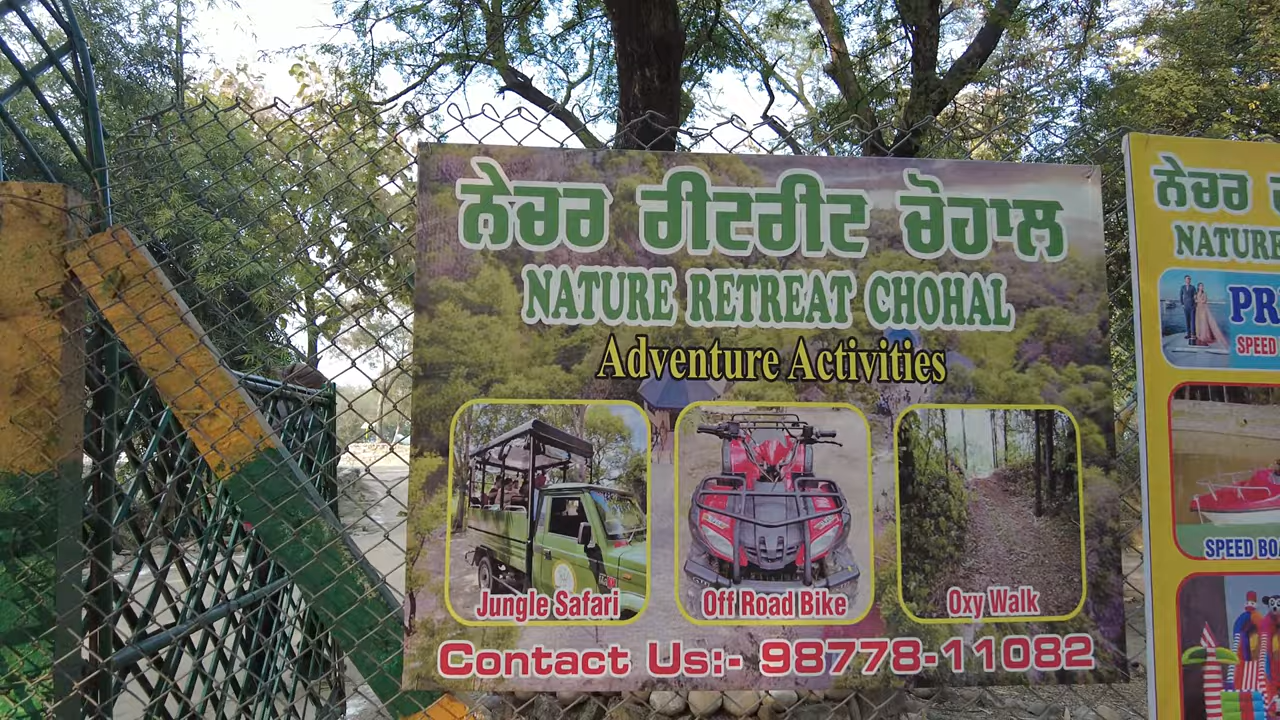 ਨੇਚਰ ਰੀਟਰੀਟ ਚੋਹਾਲ
NATURE RETREAT CHOHAL
Adventure Activities
Jungle Safari
Off Road Bike
Oxy Walk
Contact Us:- 98778-11082
ਨੇਚਰ
NATURE
SPEED
SPEED